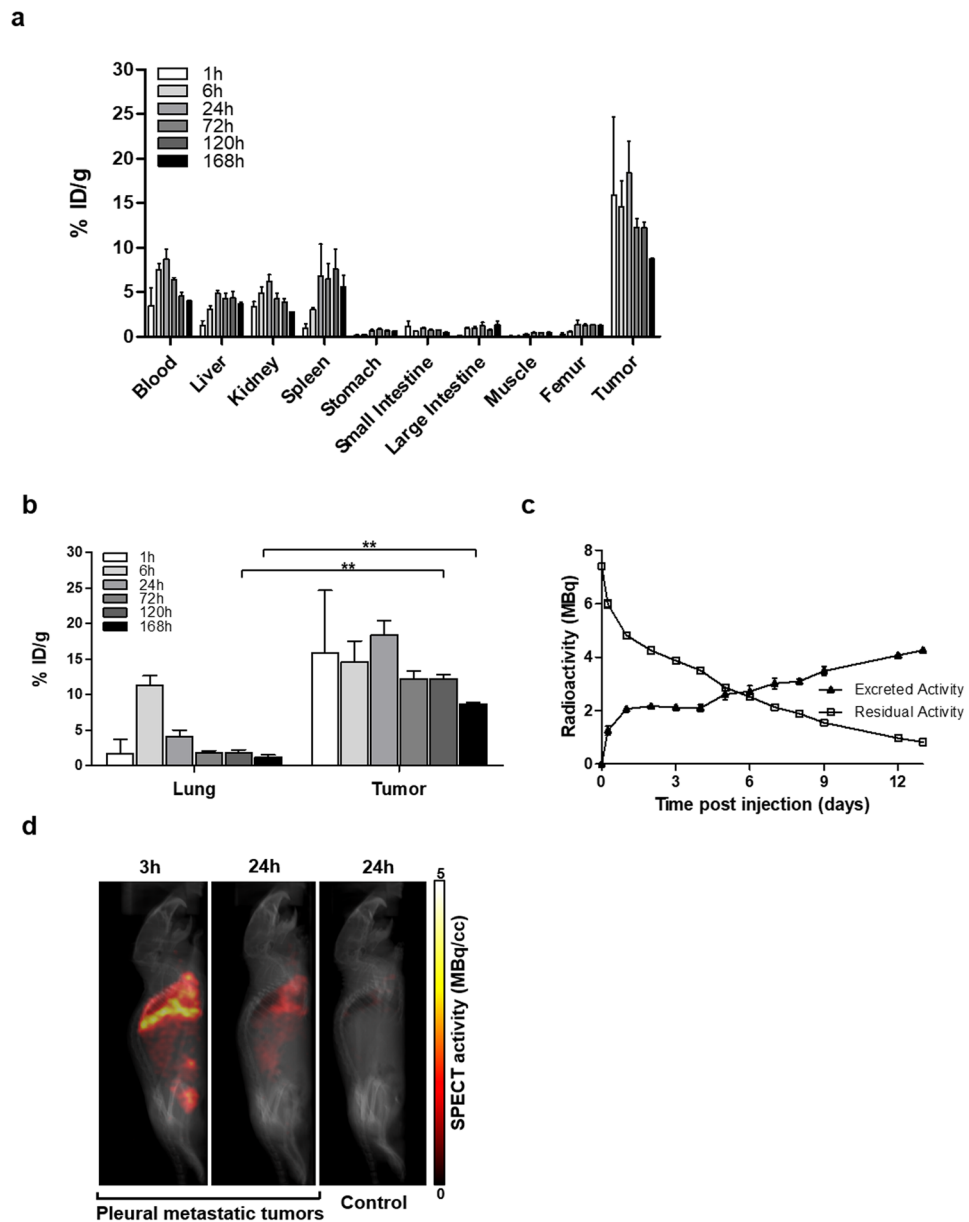 a
% ID/g
30
25
20
15
10
5
0
1h
6h
24h
72h
120h
168h
Blood
Liver
Kidney
Spleen
Stomach
Small Intestine
Large Intestine
Muscle
Femur
Tumor
b
% ID/g
30
25
20
15
10
5
0
1h
6h
24h
72h
120h
168h
**
**
Lung
Tumor
c
Radioactivity (MBq)
8
6
4
2
0
Excreted Activity
Residual Activity
0 3 6 9 12
Time post injection (days)
d
3h 24h 24h
5
SPECT activity (MBq/cc)
0
Pleural metastatic tumors
Control